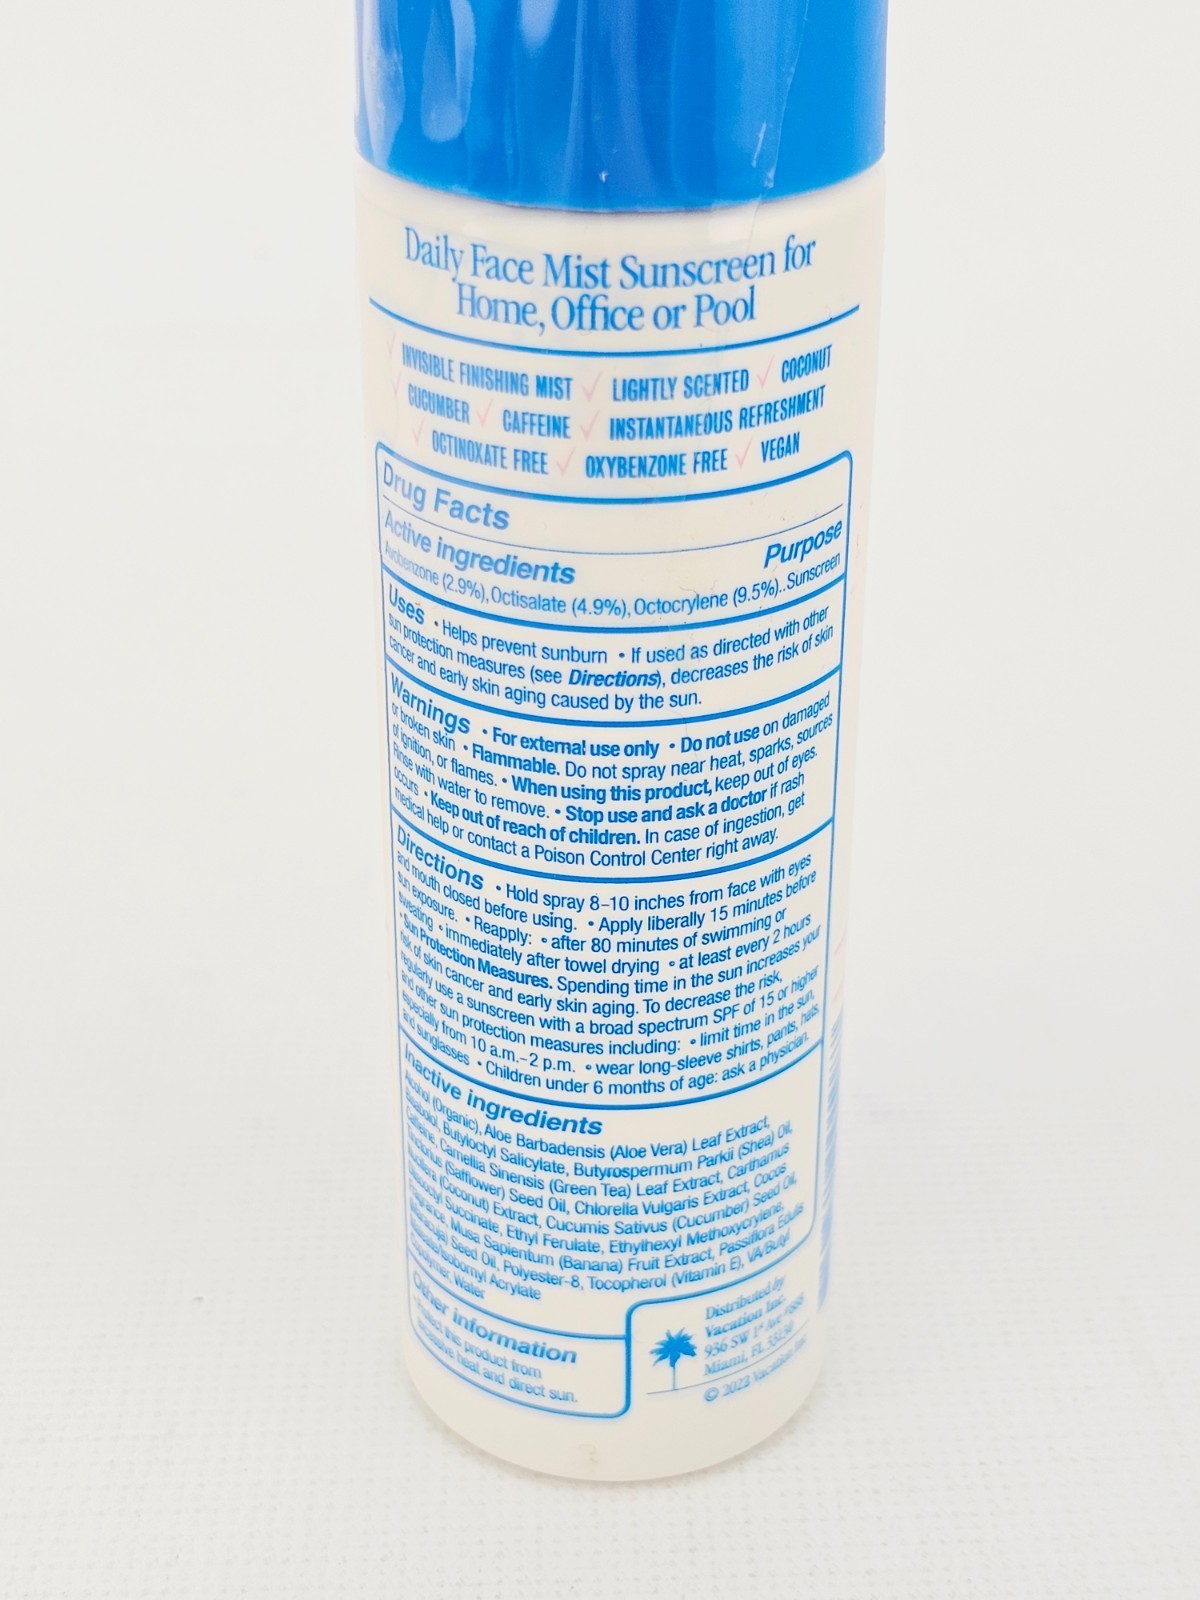 Daily Face Mist Sunscreen for
Home, Office or Pool
INVISIBLE FINISHING MIST ✓ LIGHTLY SCENTED ✓ COCONUT
✓ CUCUMBER ✓ CAFFEINE ✓ INSTANTANEOUS REFRESHMENT
✓ OCTINOXATE FREE ✓ OXYBENZONE FREE ✓ VEGAN
Drug Facts
Active ingredients Purpose
Avobenzone (2.9%), Octisalate (4.9%), Octocrylene (9.5%)..Sunscreen
Uses • Helps prevent sunburn • If used as directed with other
sun protection measures (see Directions), decreases the risk of skin
cancer and early skin aging caused by the sun.
Warnings • For external use only • Do not use on damaged
or broken skin • Flammable. Do not spray near heat, sparks, sources
of ignition, or flames. • When using this product, keep out of eyes.
Rinse with water to remove. • Stop use and ask a doctor if rash
occurs • Keep out of reach of children. In case of ingestion, get
medical help or contact a Poison Control Center right away.
Directions • Hold spray 8–10 inches from face with eyes
and mouth closed before using. • Apply liberally 15 minutes before
sun exposure. • Reapply: ∘ after 80 minutes of swimming or
sweating ∘ immediately after towel drying ∘ at least every 2 hours
• Sun Protection Measures. Spending time in the sun increases your
risk of skin cancer and early skin aging. To decrease the risk,
regularly use a sunscreen with a broad spectrum SPF of 15 or higher
and other sun protection measures including: ∘ limit time in the sun,
especially from 10 a.m.–2 p.m. ∘ wear long-sleeve shirts, pants, hats,
and sunglasses • Children under 6 months of age: ask a physician.
Inactive ingredients
Alcohol (Organic), Aloe Barbadensis (Aloe Vera) Leaf Extract,
Bisabolol, Butyloctyl Salicylate, Butyrospermum Parkii (Shea) Oil,
Caffeine, Camellia Sinensis (Green Tea) Leaf Extract, Carthamus
Tinctorius (Safflower) Seed Oil, Chlorella Vulgaris Extract, Cocos
Nucifera (Coconut) Extract, Cucumis Sativus (Cucumber) Seed Oil,
Succinate, Ethyl Ferulate, Ethylhexyl Methoxycrylene,
Fragrance, Musa Sapientum (Banana) Fruit Extract, Passiflora Edulis
Seed Oil, Polyester-8, Tocopherol (Vitamin E), VA/Butyl
Maleate/Isobornyl Acrylate
Copolymer, Water
Other information
• Protect this product from
excessive heat and direct sun.
Distributed by
Vacation Inc.
936 SW 1st Ave
Miami, FL 33130
© Vacation Inc.